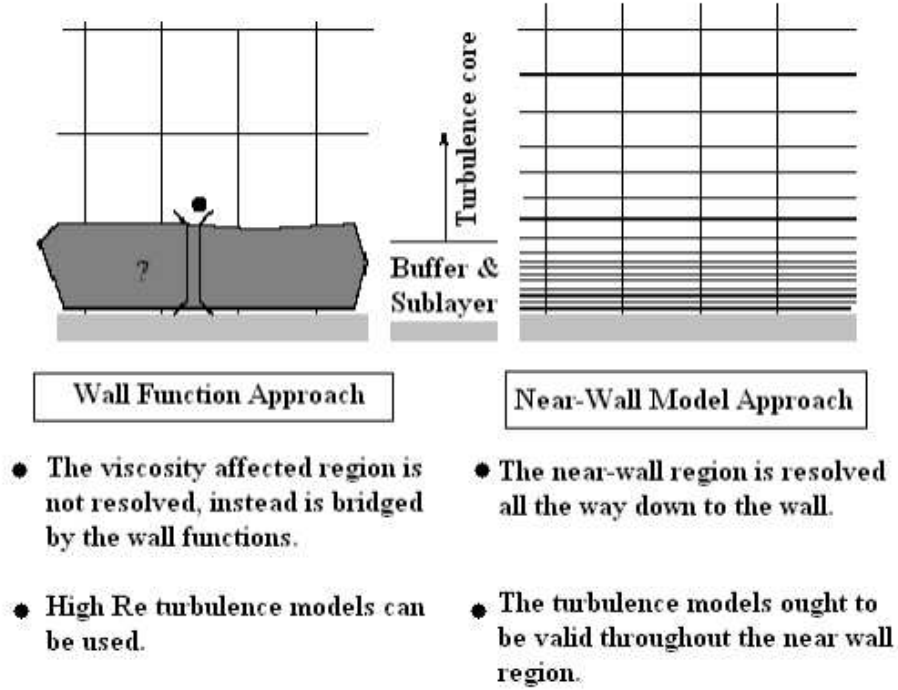 ?
Turbulence core
Buffer &
Sublayer
Wall Function Approach
Near-Wall Model Approach
The viscosity affected region is
not resolved, instead is bridged
by the wall functions.
High Re turbulence models can
be used.
The near-wall region is resolved
all the way down to the wall.
The turbulence models ought to
be valid throughout the near wall
region.